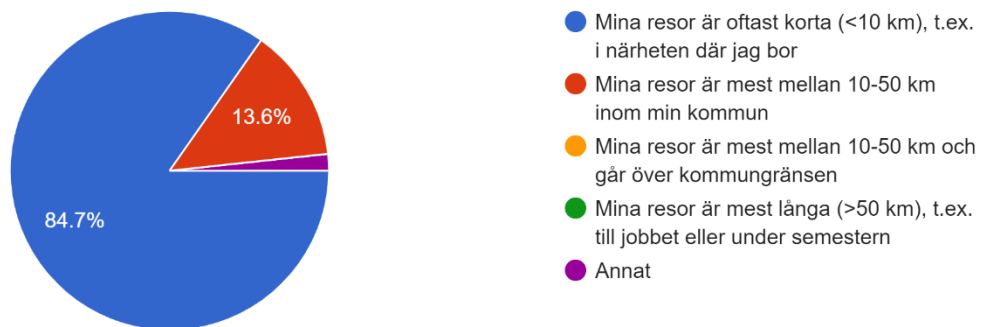 84.7%
13.6%
Mina resor är oftast korta (<10 km), t.ex.
i närheten där jag bor
Mina resor är mest mellan 10-50 km
inom min kommun
Mina resor är mest mellan 10-50 km och
går över kommungränsen
Mina resor är mest långa (>50 km), t.ex.
till jobbet eller under semestern
Annat